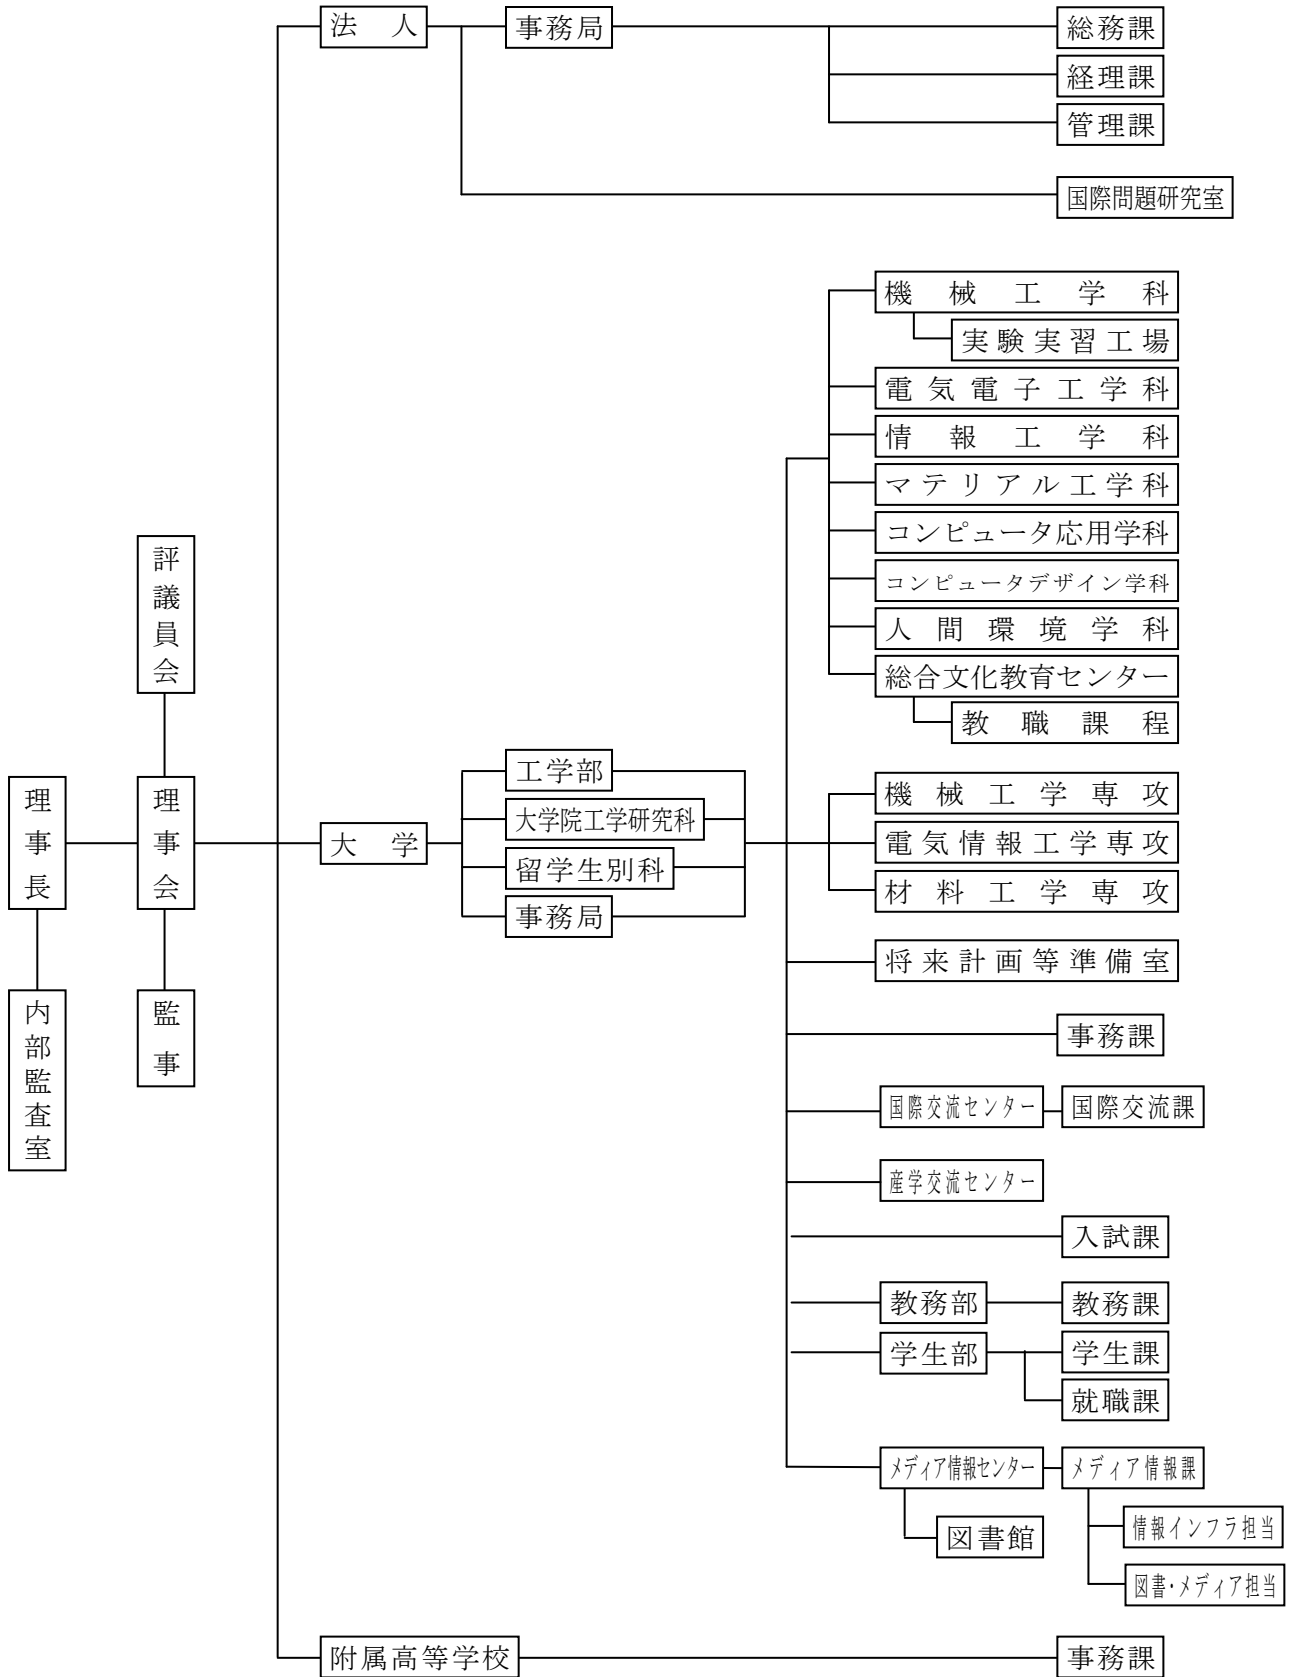 法人
事務局
総務課
経理課
管理課
国際問題研究室
機械工学科
実験実習工場
電気電子工学科
情報工学科
マテリアル工学科
コンピュータ応用学科
コンピュータデザイン学科
人間環境学科
総合文化教育センター
教職課程
評議員会
理事長
理事会
内部監査室
監事
大学
工学部
大学院工学研究科
留学生別科
事務局
機械工学専攻
電気情報工学専攻
材料工学専攻
将来計画等準備室
事務課
国際交流センター
国際交流課
産学交流センター
入試課
教務部
教務課
学生部
学生課
就職課
メディア情報センター
メディア情報課
図書館
情報インフラ担当
図書・メディア担当
附属高等学校
事務課